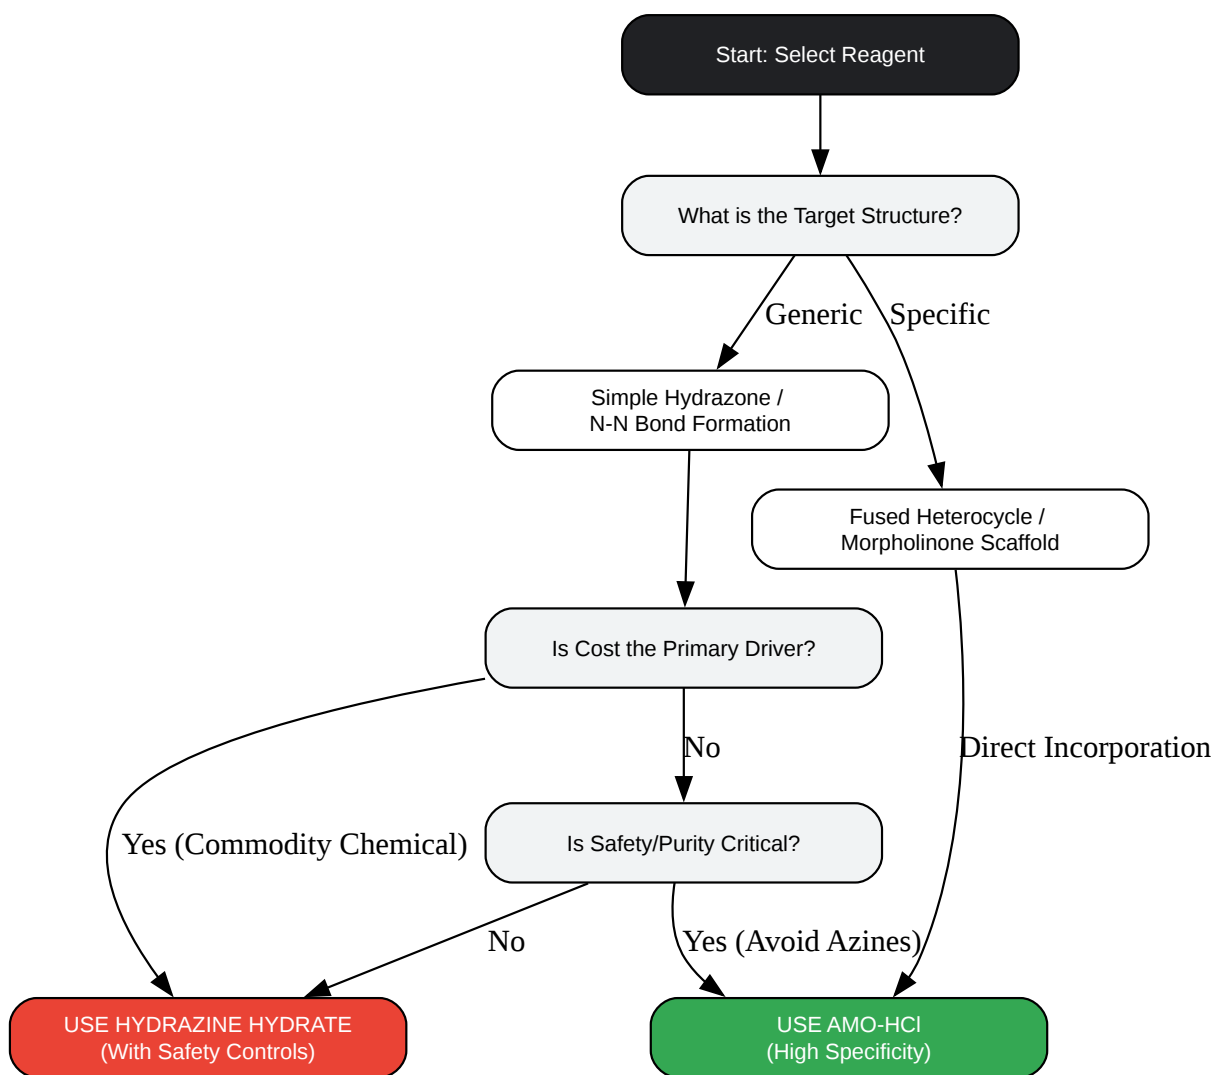 Start: Select Reagent
What is the Target Structure?
Generic
Specific
Simple Hydrazone /
N-N Bond Formation
Fused Heterocycle /
Morpholinone Scaffold
Is Cost the Primary Driver?
No
Direct Incorporation
Yes (Commodity Chemical)
Is Safety/Purity Critical?
No
Yes (Avoid Azines)
USE HYDRAZINE HYDRATE
(With Safety Controls)
USE AMO-HCl
(High Specificity)